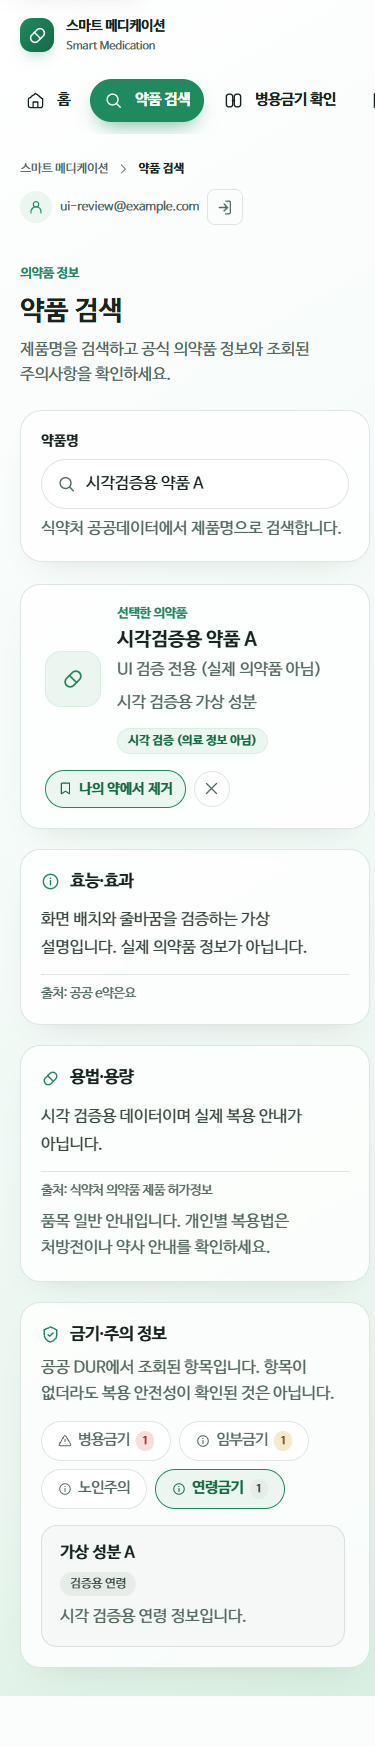 스마트 메디케이션
Smart Medication
홈 약품 검색 병용금기 확인
스마트 메디케이션 > 약품 검색
ui-review@example.com
의약품 정보
약품 검색
제품명을 검색하고 공식 의약품 정보와 조회된
주의사항을 확인하세요.
약품명
시각검증용 약품 A
식약처 공공데이터에서 제품명으로 검색합니다.
선택한 의약품
시각검증용 약품 A
UI 검증 전용 (실제 의약품 아님)
시각 검증용 가상 성분
시각 검증 (의료 정보 아님)
나의 약에서 제거
효능·효과
화면 배치와 줄바꿈을 검증하는 가상
설명입니다. 실제 의약품 정보가 아닙니다.
출처: 공공 e약은요
용법·용량
시각 검증용 데이터이며 실제 복용 안내가
아닙니다.
출처: 식약처 의약품 제품 허가정보
품목 일반 안내입니다. 개인별 복용법은
처방전이나 약사 안내를 확인하세요.
금기·주의 정보
공공 DUR에서 조회된 항목입니다. 항목이
없더라도 복용 안전성이 확인된 것은 아닙니다.
병용금기 1 임부금기 1
노인주의 연령금기 1
가상 성분 A
검증용 연령
시각 검증용 연령 정보입니다.